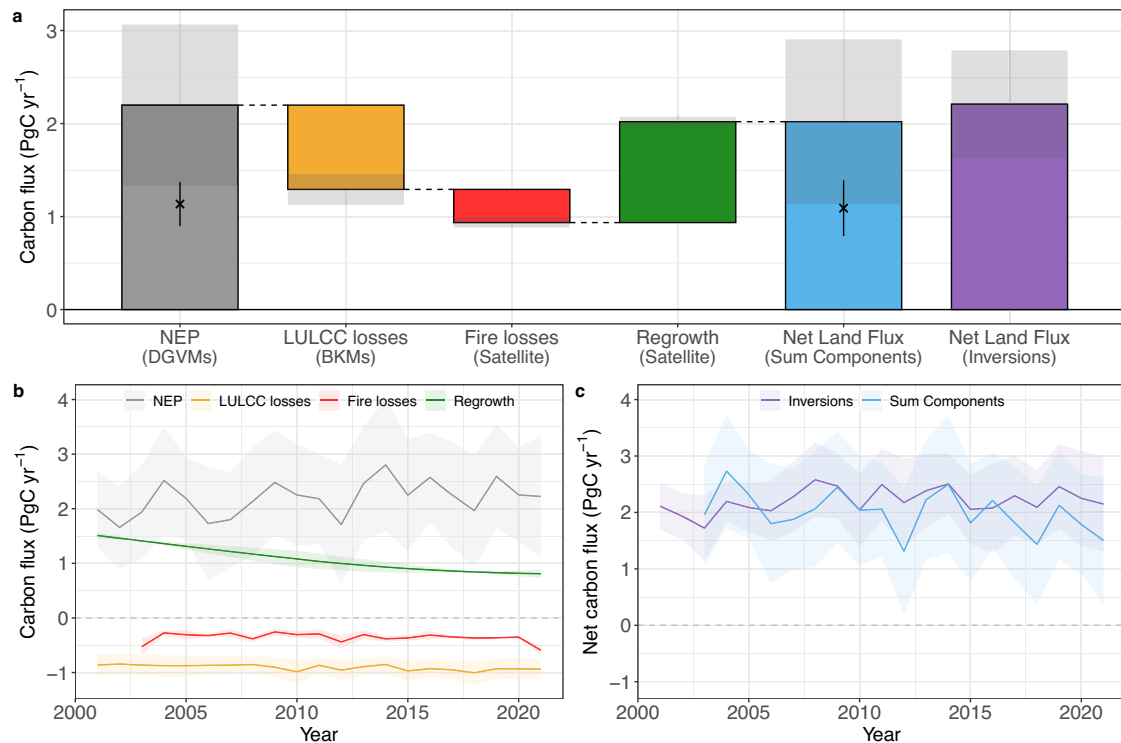 a
Carbon flux (PgC yr⁻¹)
3
2
1
0
NEP
(DGVMs)
LULCC losses
(BKMs)
Fire losses
(Satellite)
Regrowth
(Satellite)
Net Land Flux
(Sum Components)
Net Land Flux
(Inversions)
b
NEP LULCC losses Fire losses Regrowth
Carbon flux (PgC yr⁻¹)
4
3
2
1
0
−1
2000 2005 2010 2015 2020
Year
c
Inversions Sum Components
Net carbon flux (PgC yr⁻¹)
4
3
2
1
0
−1
2000 2005 2010 2015 2020
Year